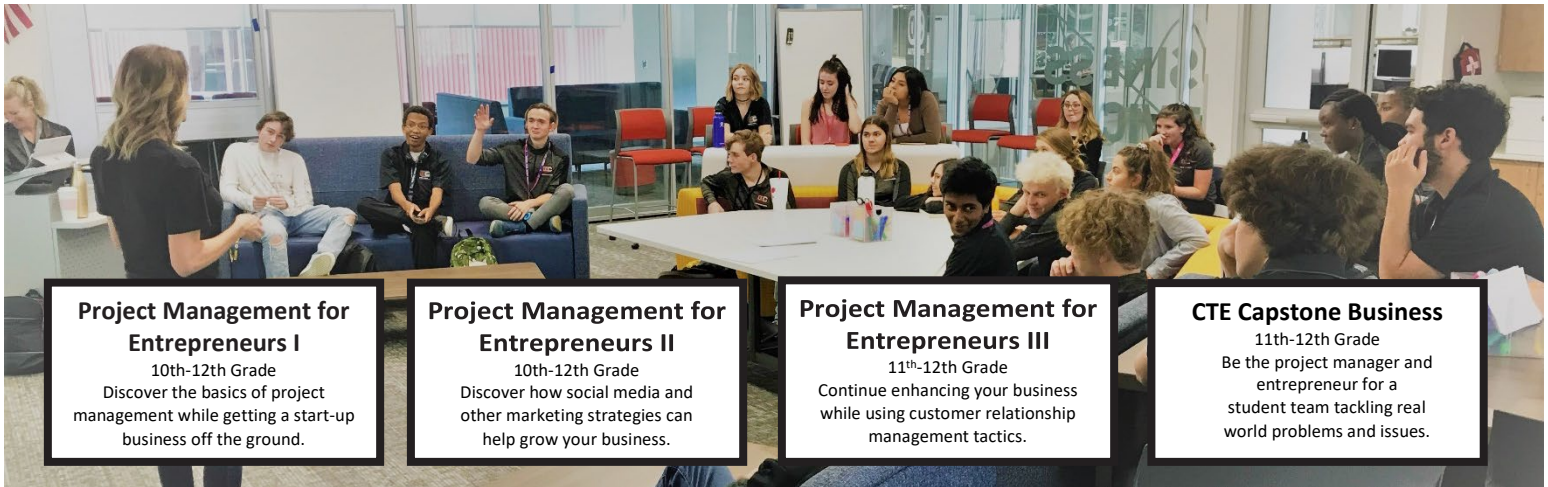 Project Management for
Entrepreneurs I
10th-12th Grade
Discover the basics of project
management while getting a start-up
business off the ground.
Project Management for
Entrepreneurs II
10th-12th Grade
Discover how social media and
other marketing strategies can
help grow your business.
Project Management for
Entrepreneurs III
11th-12th Grade
Continue enhancing your business
while using customer relationship
management tactics.
CTE Capstone Business
11th-12th Grade
Be the project manager and
entrepreneur for a
student team tackling real
world problems and issues.